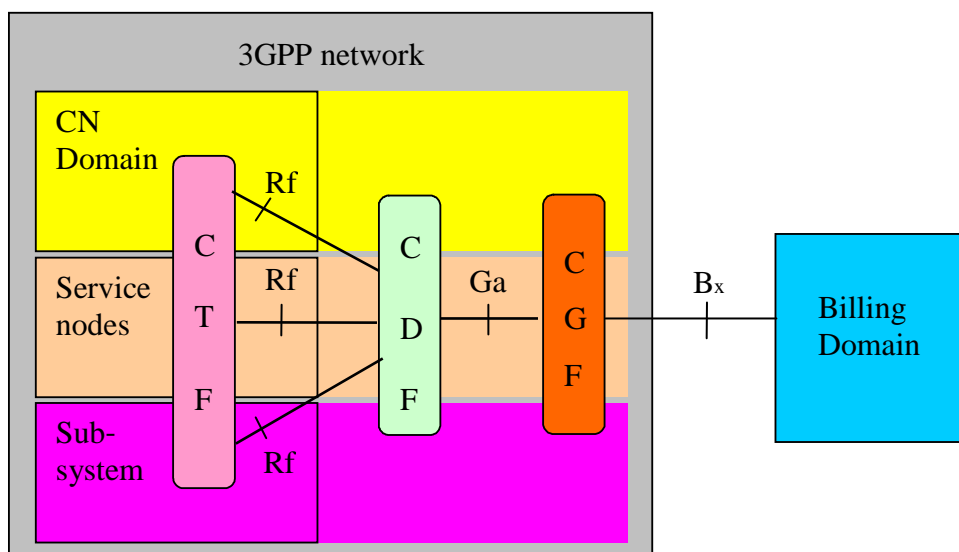 3GPP network
CN
Domain
Rf
C
T
F
Service
nodes
Rf
Sub-
system
Rf
C
D
F
Ga
C
G
F
Bx
Billing
Domain